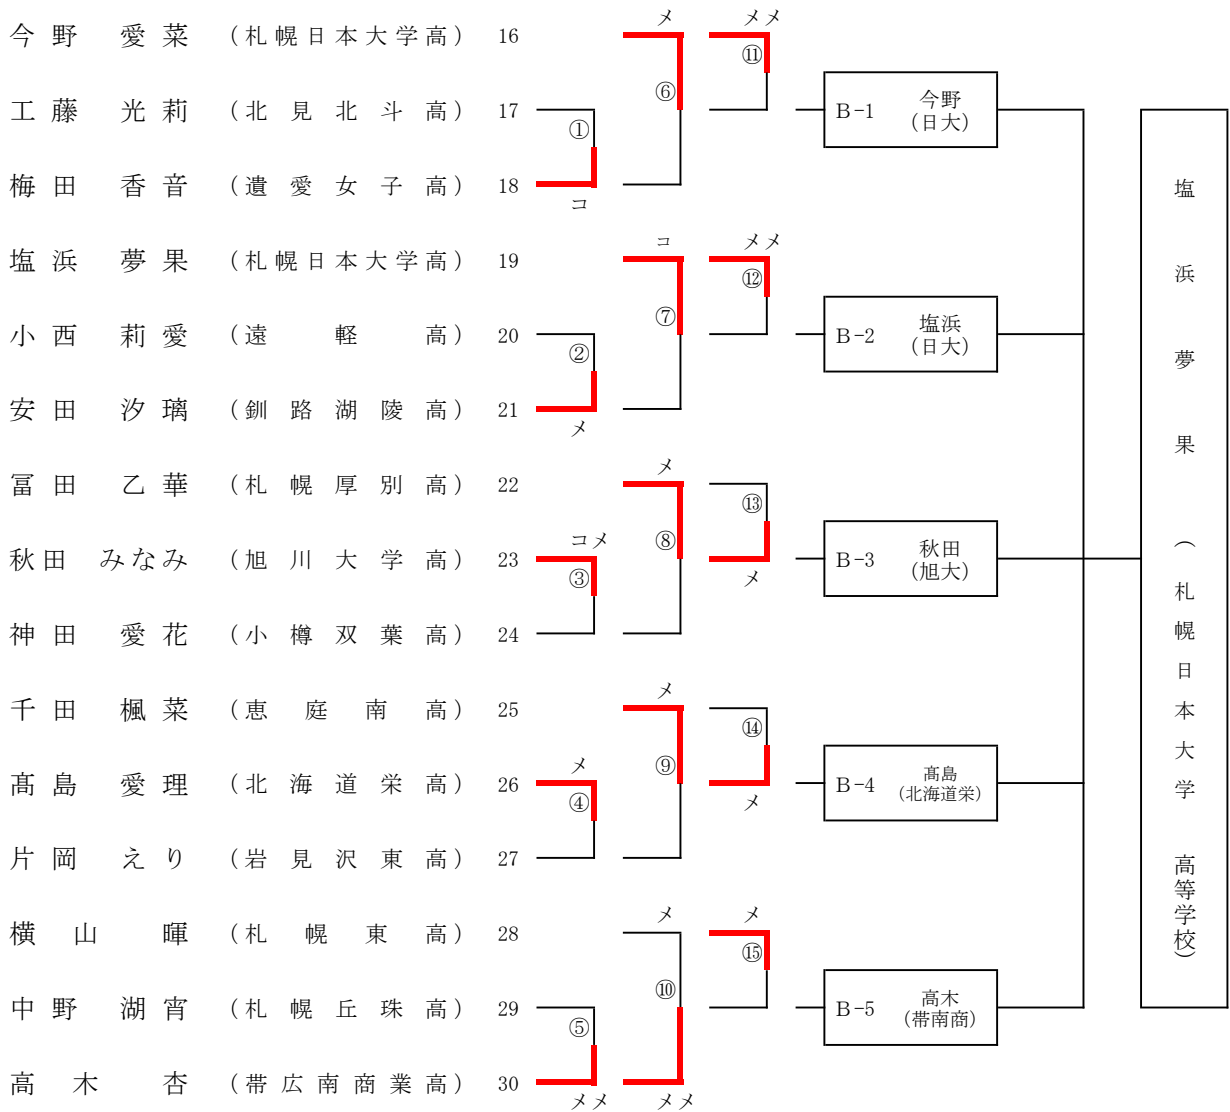 メ メメ
今野 愛菜 (札幌日本大学高) 16
⑪
⑥
B-1 今野
(日大)
工藤 光莉 (北見北斗高) 17
①
梅田 香音 (遺愛女子高) 18
コ
コ メメ
塩浜 夢果 (札幌日本大学高) 19
⑫
⑦
B-2 塩浜
(日大)
小西 莉愛 (遠軽高) 20
②
安田 汐璃 (釧路湖陵高) 21
メ
メ
冨田 乙華 (札幌厚別高) 22
⑬
コメ
⑧
B-3 秋田
(旭大)
秋田 みなみ (旭川大学高) 23
③
メ
神田 愛花 (小樽双葉高) 24
メ
千田 楓菜 (恵庭南高) 25
⑭
メ
⑨
B-4 髙島
(北海道栄)
髙島 愛理 (北海道栄高) 26
④
メ
片岡 えり (岩見沢東高) 27
メ メ
横山 暉 (札幌東高) 28
⑮
⑩
B-5 高木
(帯南商)
中野 湖宵 (札幌丘珠高) 29
⑤
高木 杏 (帯広南商業高) 30
メメ メメ
塩浜夢果 (札幌日本大学 高等学校)